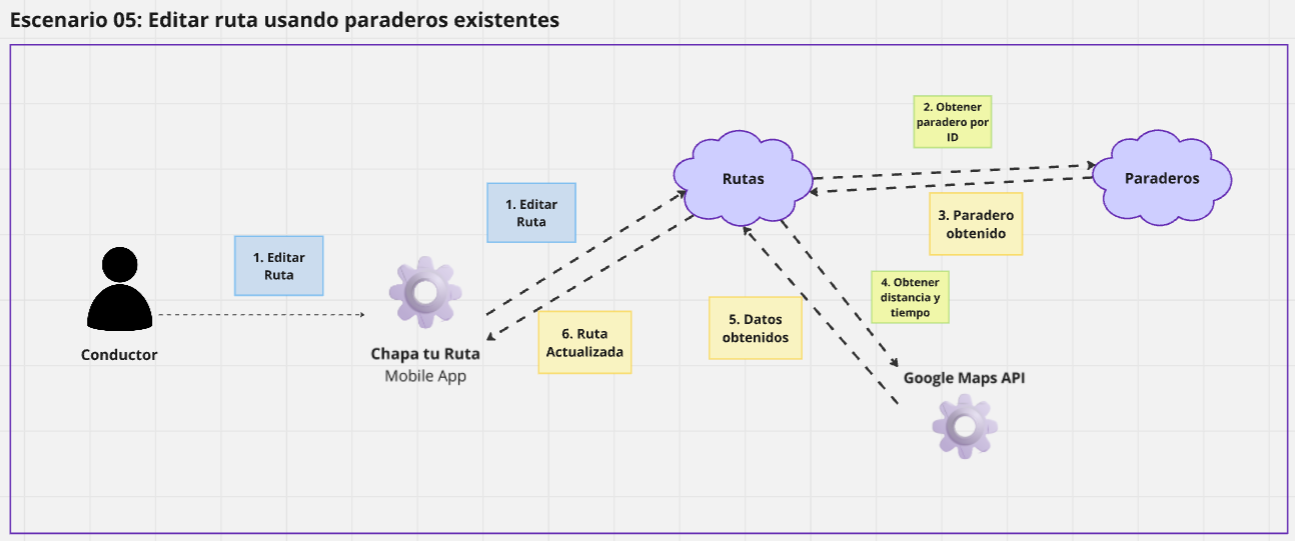 Escenario 05: Editar ruta usando paraderos existentes
2. Obtener
paradero por
ID
Rutas
Paraderos
1. Editar
Ruta
3. Paradero
obtenido
1. Editar
Ruta
4. Obtener
distancia y
tiempo
5. Datos
obtenidos
6. Ruta
Actualizada
Conductor
Chapa tu Ruta
Mobile App
Google Maps API